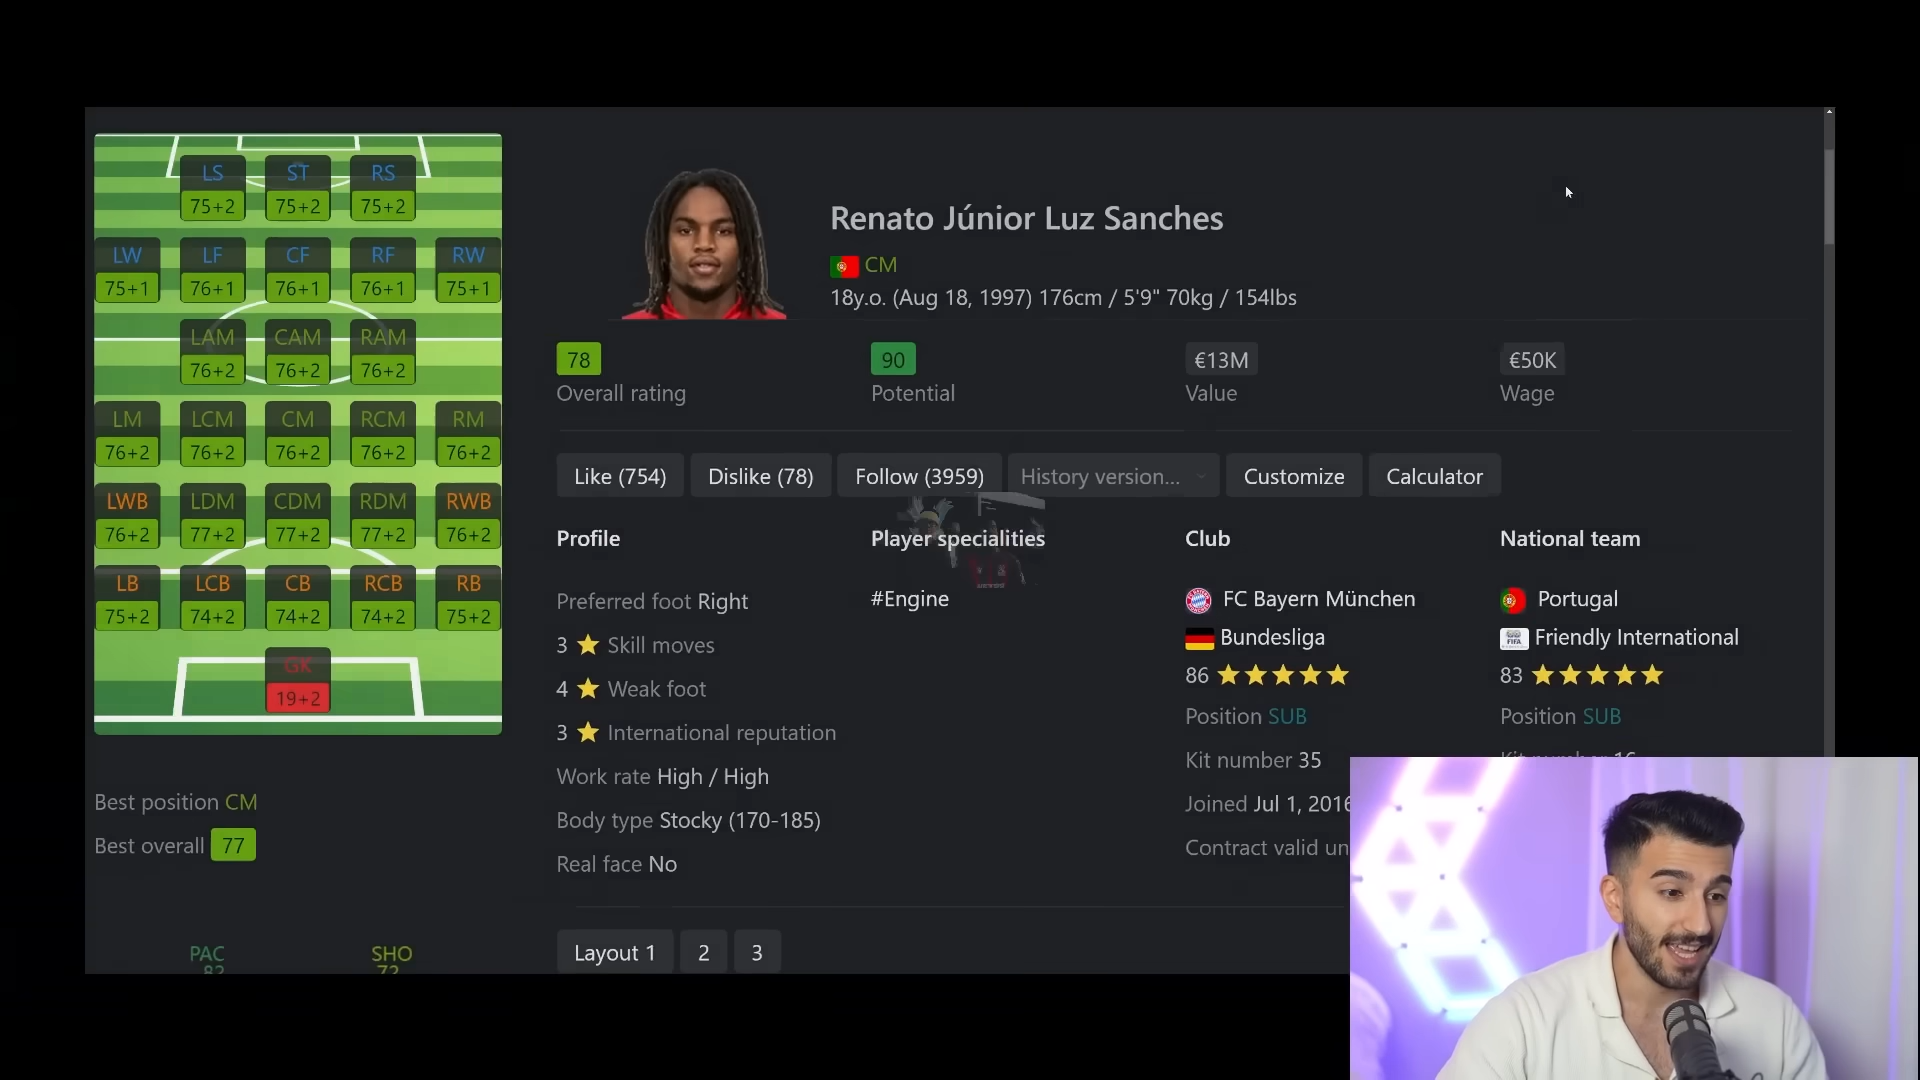 LS ST RS
75+2 75+2 75+2
LW LF CF RF RW
75+1 76+1 76+1 76+1 75+1
LAM CAM RAM
76+2 76+2 76+2
LM LCM CM RCM RM
76+2 76+2 76+2 76+2 76+2
LWB LDM CDM RDM RWB
76+2 77+2 77+2 77+2 76+2
LB LCB CB RCB RB
75+2 74+2 74+2 74+2 75+2
GK
19+2
Best position CM
Best overall 77
PAC SHO
82 72
Renato Júnior Luz Sanches
CM
18y.o. (Aug 18, 1997) 176cm / 5'9" 70kg / 154lbs
78 90 €13M €50K
Overall rating Potential Value Wage
Like (754) Dislike (78) Follow (3959) History version... Customize Calculator
Profile
Preferred foot Right
3 Skill moves
4 Weak foot
3 International reputation
Work rate High / High
Body type Stocky (170-185)
Real face No
Player specialities
#Engine
Club
FC Bayern München
Bundesliga
86
Position SUB
Kit number 35
Joined Jul 1, 2016
Contract valid un
National team
Portugal
FIFA
Friendly International
83
Position SUB
Kit number 16
Layout 1 2 3